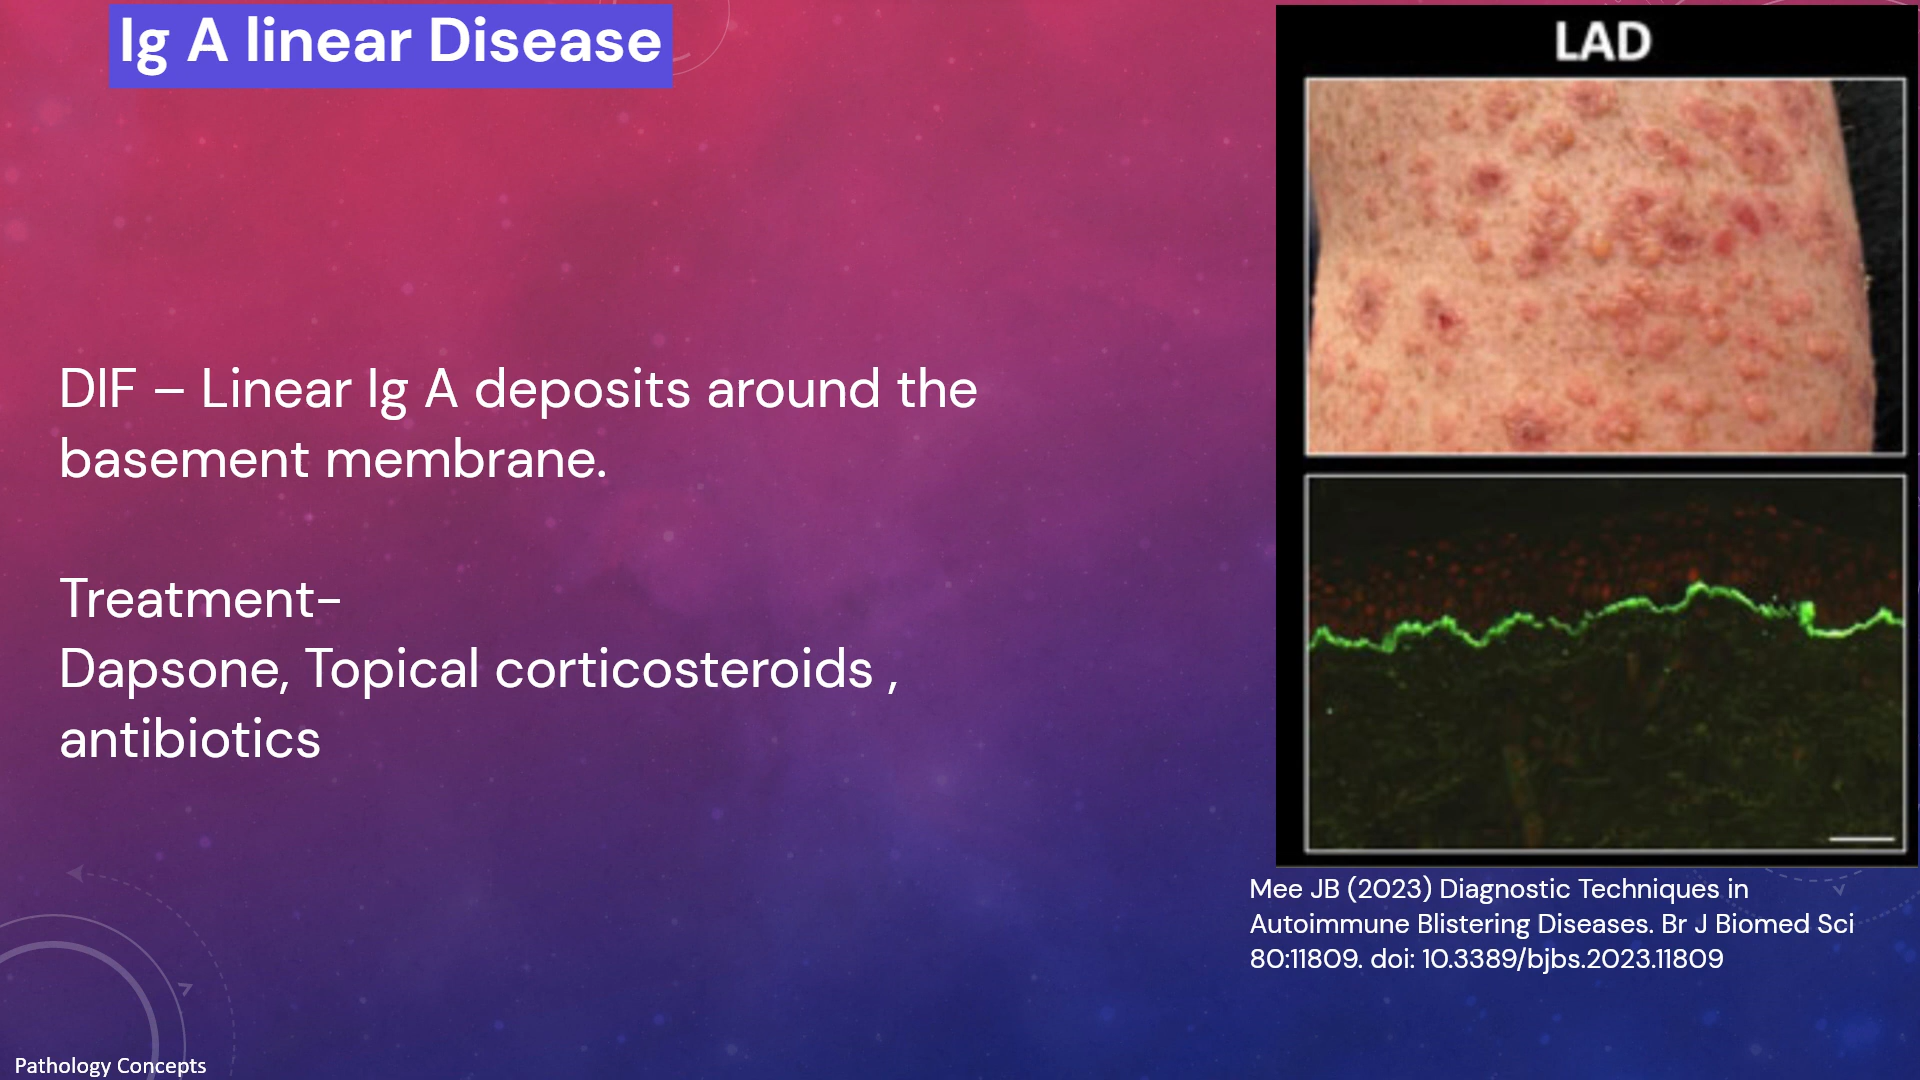 Ig A linear Disease
LAD
DIF – Linear Ig A deposits around the
basement membrane.
Treatment-
Dapsone, Topical corticosteroids ,
antibiotics
Mee JB (2023) Diagnostic Techniques in
Autoimmune Blistering Diseases. Br J Biomed Sci
80:11809. doi: 10.3389/bjbs.2023.11809
Pathology Concepts